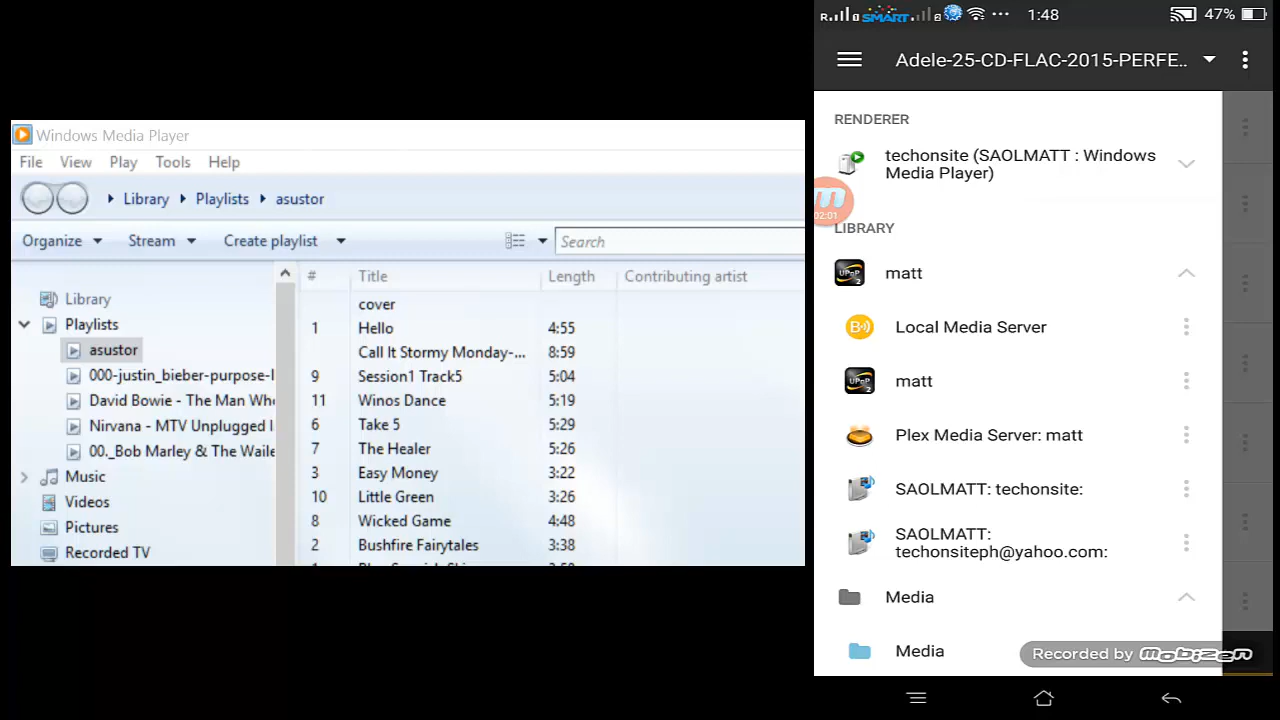 Windows Media Player
File View Play Tools Help
Library Playlists asustor
Organize Stream Create playlist Search
Library
Playlists
asustor
000-justin_bieber-purpose-
David Bowie - The Man Wh
Nirvana - MTV Unplugged
00._Bob Marley & The Waile
Music
Videos
Pictures
Recorded TV
# Title Length Contributing artist
cover
1 Hello 4:55
Call It Stormy Monday-... 8:59
9 Session1 Track5 5:04
11 Winos Dance 5:19
6 Take 5 5:29
7 The Healer 5:26
3 Easy Money 3:22
10 Little Green 3:26
8 Wicked Game 4:48
2 Bushfire Fairytales 3:38
R SMART 2 1:48 47%
Adele-25-CD-FLAC-2015-PERFE..
RENDERER
techonsite (SAOLMATT : Windows
Media Player)
02:01
LIBRARY
matt
Local Media Server
matt
Plex Media Server: matt
SAOLMATT: techonsite:
SAOLMATT:
techonsiteph@yahoo.com:
Media
Media
Recorded by mobizen